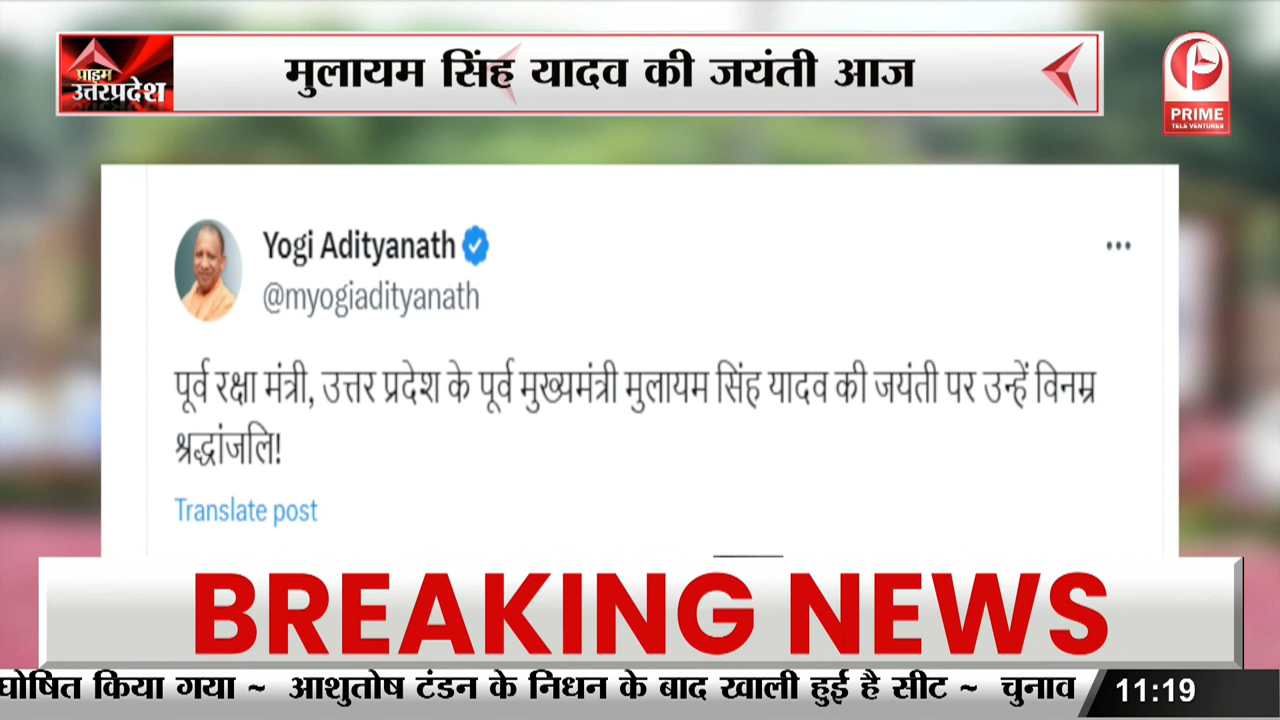 प्राइम
उत्तरप्रदेश
मुलायम सिंह यादव की जयंती आज
PRIME
TELE VENTURES
Yogi Adityanath
@myogiadityanath
पूर्व रक्षा मंत्री, उत्तर प्रदेश के पूर्व मुख्यमंत्री मुलायम सिंह यादव की जयंती पर उन्हें विनम्र
श्रद्धांजलि!
Translate post
BREAKING NEWS
घोषित किया गया ~ आशुतोष टंडन के निधन के बाद खाली हुई है सीट ~ चुनाव
11:19